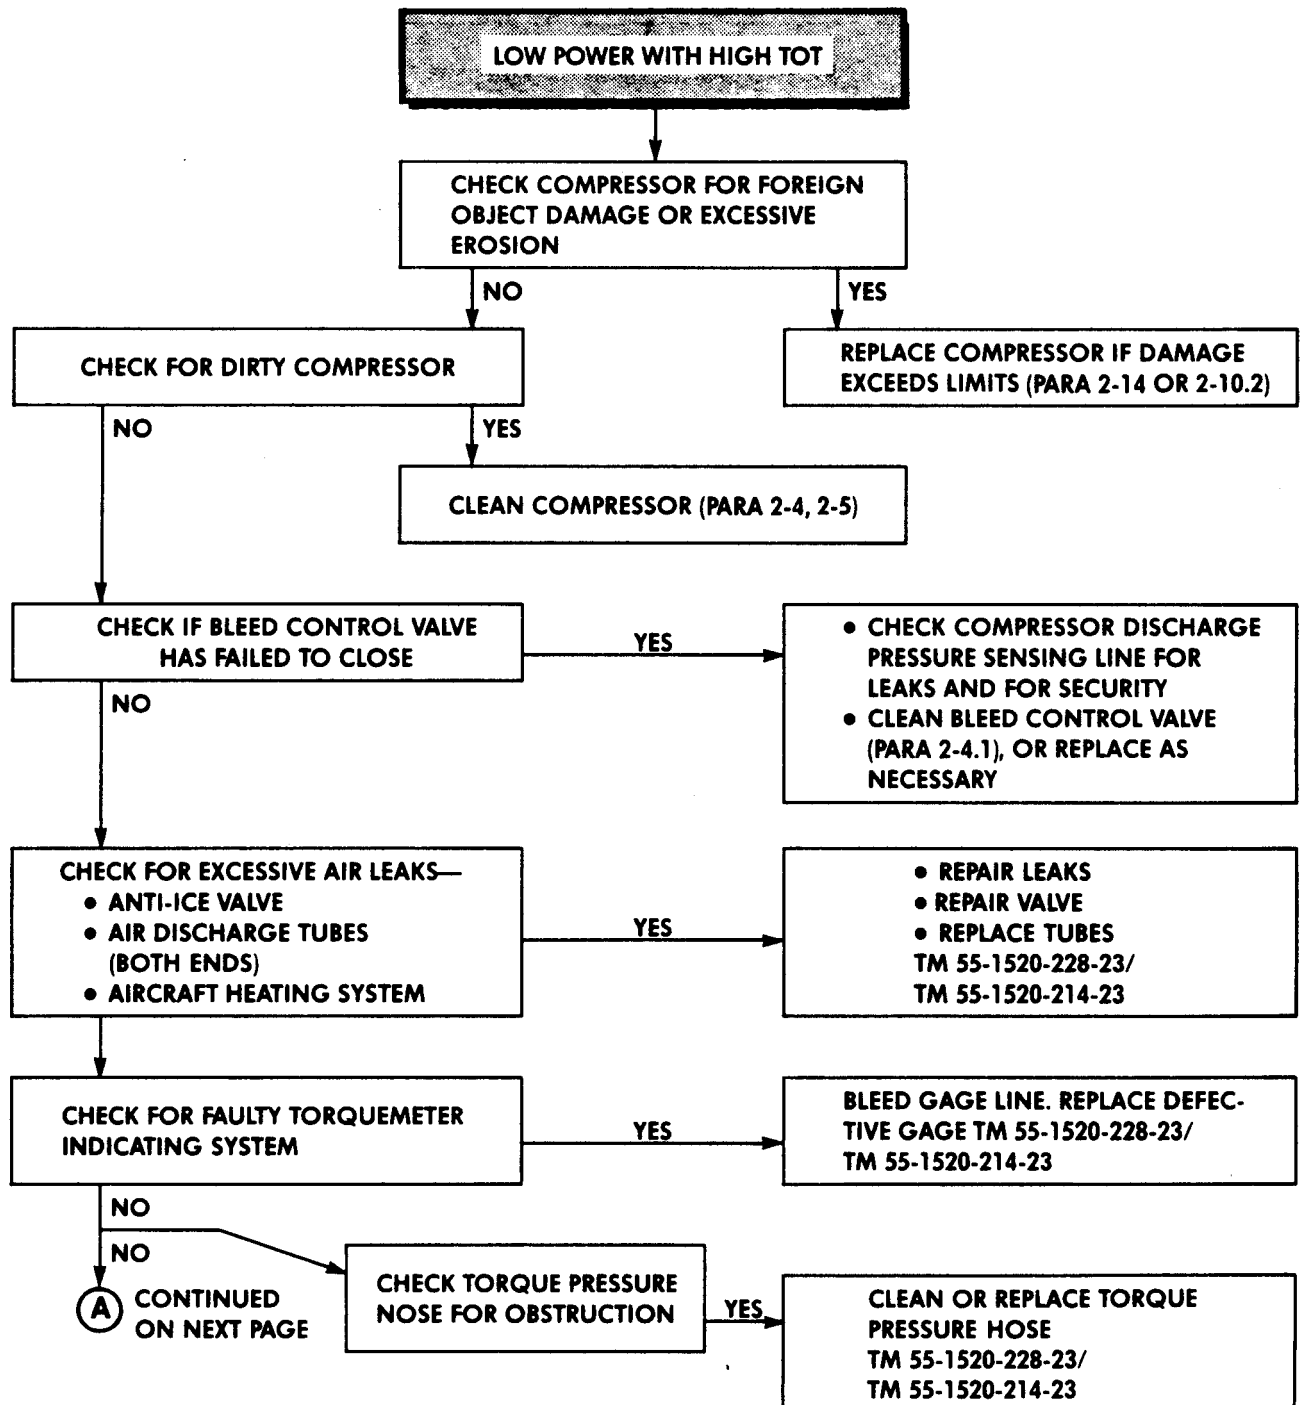 LOW POWER WITH HIGH TOT
CHECK COMPRESSOR FOR FOREIGN
OBJECT DAMAGE OR EXCESSIVE
EROSION
NO
YES
CHECK FOR DIRTY COMPRESSOR
REPLACE COMPRESSOR IF DAMAGE
EXCEEDS LIMITS (PARA 2-14 OR 2-10.2)
NO
YES
CLEAN COMPRESSOR (PARA 2-4, 2-5)
CHECK IF BLEED CONTROL VALVE
HAS FAILED TO CLOSE
YES
• CHECK COMPRESSOR DISCHARGE
PRESSURE SENSING LINE FOR
LEAKS AND FOR SECURITY
• CLEAN BLEED CONTROL VALVE
(PARA 2-4.1), OR REPLACE AS
NECESSARY
NO
CHECK FOR EXCESSIVE AIR LEAKS—
• ANTI-ICE VALVE
• AIR DISCHARGE TUBES
(BOTH ENDS)
• AIRCRAFT HEATING SYSTEM
YES
• REPAIR LEAKS
• REPAIR VALVE
• REPLACE TUBES
TM 55-1520-228-23/
TM 55-1520-214-23
CHECK FOR FAULTY TORQUEMETER
INDICATING SYSTEM
YES
BLEED GAGE LINE. REPLACE DEFEC-
TIVE GAGE TM 55-1520-228-23/
TM 55-1520-214-23
NO
NO
A CONTINUED
ON NEXT PAGE
CHECK TORQUE PRESSURE
NOSE FOR OBSTRUCTION
YES
CLEAN OR REPLACE TORQUE
PRESSURE HOSE
TM 55-1520-228-23/
TM 55-1520-214-23